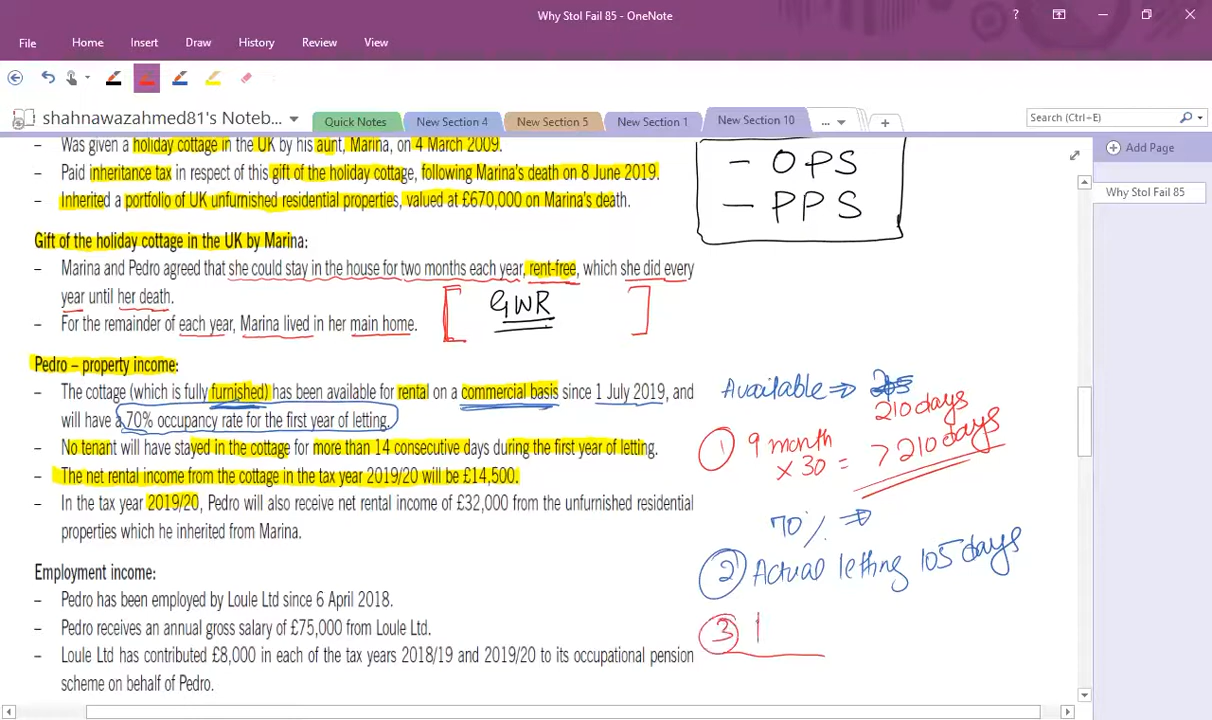 Why Stol Fail 85 - OneNote
?
File Home Insert Draw History Review View
shahnawazahmed81's Noteb... Quick Notes New Section 4 New Section 5 New Section 1 New Section 10 ... + Search (Ctrl+E)
Add Page
Why Stol Fail 85
- Was given a holiday cottage in the UK by his aunt, Marina, on 4 March 2009.
- Paid inheritance tax in respect of this gift of the holiday cottage, following Marina's death on 8 June 2019.
- Inherited a portfolio of UK unfurnished residential properties, valued at £670,000 on Marina's death.
- OPS
- PPS
Gift of the holiday cottage in the UK by Marina:
- Marina and Pedro agreed that she could stay in the house for two months each year, rent-free, which she did every
year until her death.
- For the remainder of each year, Marina lived in her main home.
[ GWR ]
Pedro – property income:
- The cottage (which is fully furnished) has been available for rental on a commercial basis since 1 July 2019, and
will have a 70% occupancy rate for the first year of letting.
- No tenant will have stayed in the cottage for more than 14 consecutive days during the first year of letting.
- The net rental income from the cottage in the tax year 2019/20 will be £14,500.
- In the tax year 2019/20, Pedro will also receive net rental income of £32,000 from the unfurnished residential
properties which he inherited from Marina.
Available ⇒
210 days
1 9 month
x 30 = > 210 days
70% ⇒
2 Actual letting 105 days
3
Employment income:
- Pedro has been employed by Loule Ltd since 6 April 2018.
- Pedro receives an annual gross salary of £75,000 from Loule Ltd.
- Loule Ltd has contributed £8,000 in each of the tax years 2018/19 and 2019/20 to its occupational pension
scheme on behalf of Pedro.